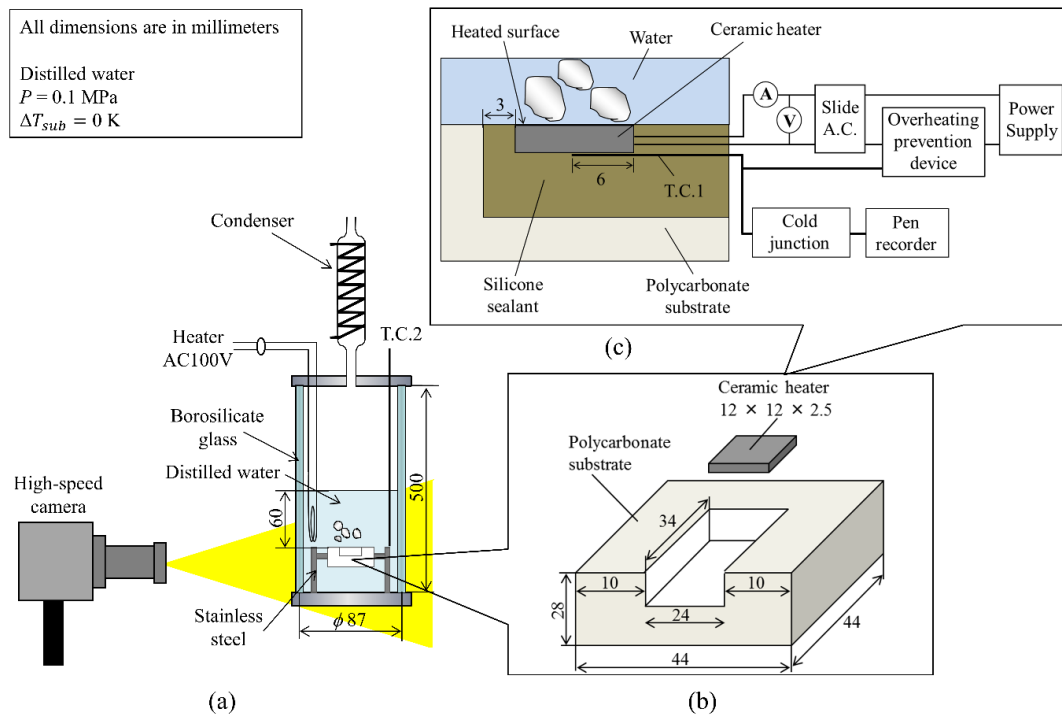 All dimensions are in millimeters
Distilled water
P = 0.1 MPa
ΔT_sub = 0 K
Heated surface
Ceramic heater
Water
3
A
V
Slide
A.C.
Power
Supply
Overheating
prevention
device
6
T.C.1
Cold
junction
Pen
recorder
Silicone
sealant
Polycarbonate
substrate
(c)
Condenser
Heater
AC100V
T.C.2
Borosilicate
glass
Distilled water
High-speed
camera
60
500
Stainless
steel
ϕ 87
(a)
Ceramic heater
12 × 12 × 2.5
Polycarbonate
substrate
34
10
10
28
24
44
44
(b)